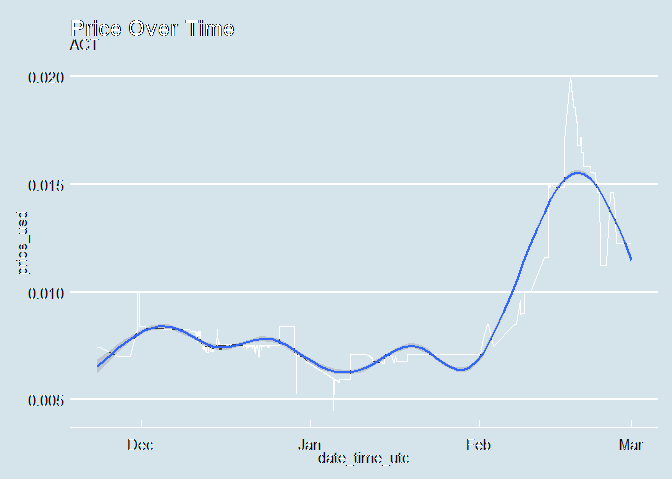 Price Over Time
ACT
0.020
0.015
price_usd
0.010
0.005
Dec
Jan
Feb
Mar
date_time_utc